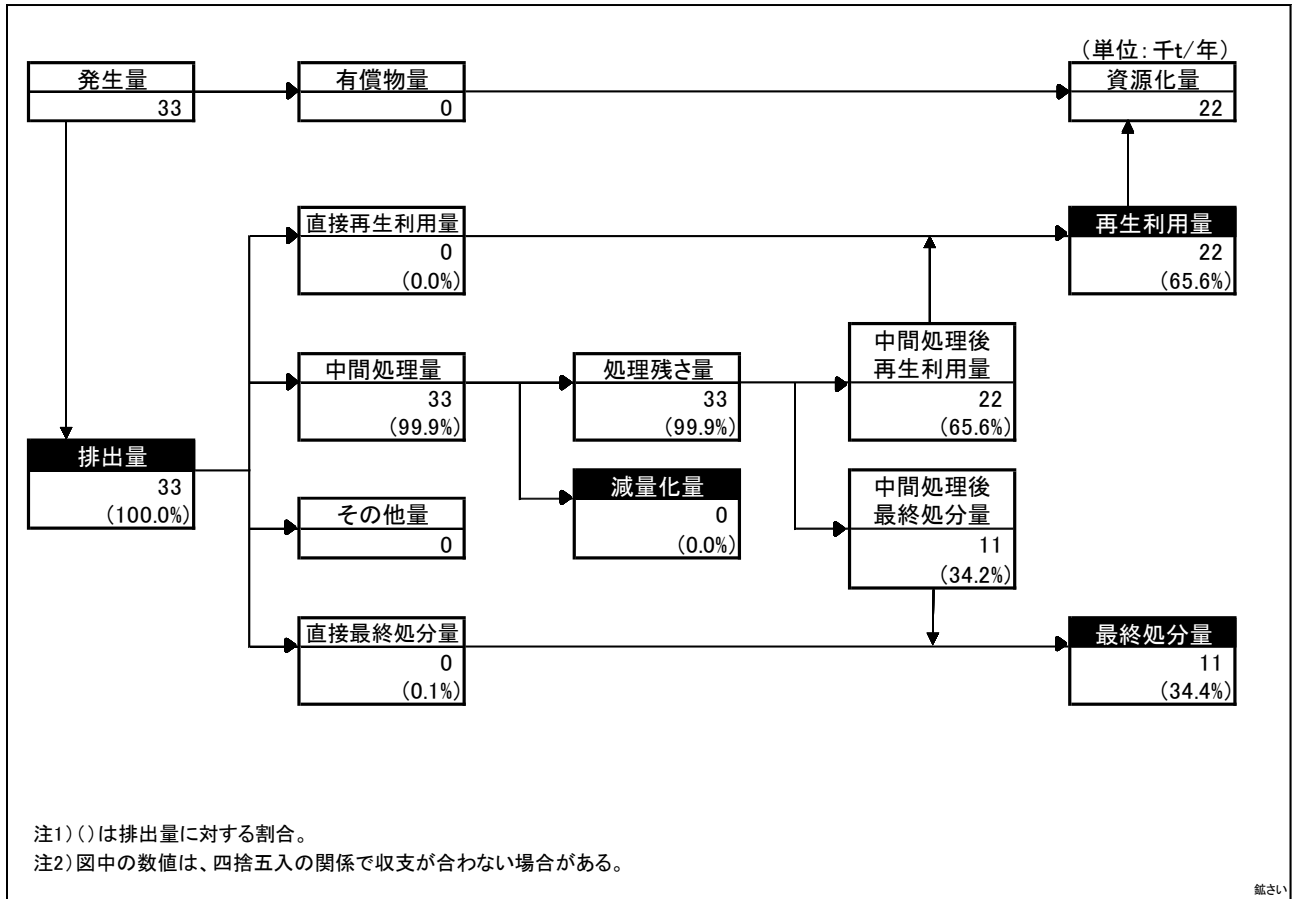 (単位:千t/年)
発生量
33
有償物量
0
資源化量
22
直接再生利用量
0
(0.0%)
再生利用量
22
(65.6%)
中間処理量
33
(99.9%)
処理残さ量
33
(99.9%)
中間処理後
再生利用量
22
(65.6%)
排出量
33
(100.0%)
減量化量
0
(0.0%)
中間処理後
最終処分量
11
(34.2%)
その他量
0
直接最終処分量
0
(0.1%)
最終処分量
11
(34.4%)
注1)()は排出量に対する割合。
注2)図中の数値は、四捨五入の関係で収支が合わない場合がある。
鉱さい